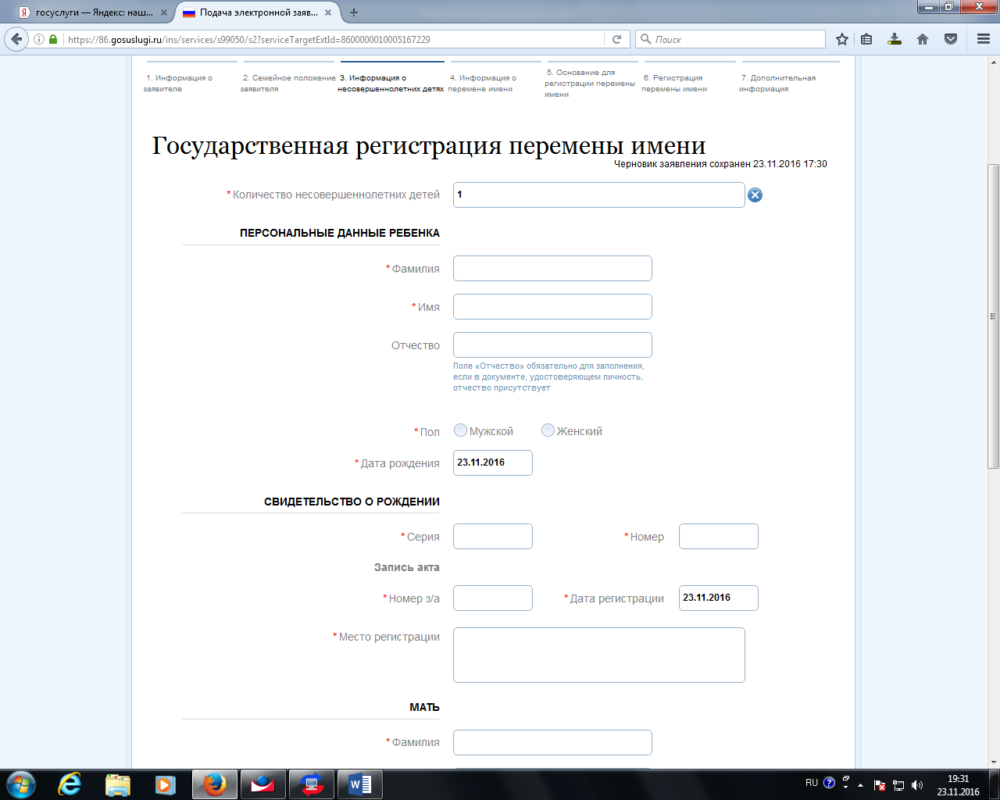 госуслуги — Яндекс: наш...
Подача электронной заяв...
https://86.gosuslugi.ru/ins/services/s99050/s2?serviceTargetExtId=8600000010005167229
Поиск
1. Информация о заявителе
2. Семейное положение заявителя
3. Информация о несовершеннолетних детях
4. Информация о перемене имени
5. Основание для регистрации перемены имени
6. Регистрация перемены имени
7. Дополнительная информация
Государственная регистрация перемены имени
Черновик заявления сохранен 23.11.2016 17:30
* Количество несовершеннолетних детей 1
ПЕРСОНАЛЬНЫЕ ДАННЫЕ РЕБЕНКА
* Фамилия
* Имя
Отчество
Поле «Отчество» обязательно для заполнения,
если в документе, удостоверяющем личность,
отчество присутствует
* Пол Мужской Женский
* Дата рождения 23.11.2016
СВИДЕТЕЛЬСТВО О РОЖДЕНИИ
* Серия * Номер
Запись акта
* Номер з/а * Дата регистрации 23.11.2016
* Место регистрации
МАТЬ
* Фамилия
RU 19:31
23.11.2016